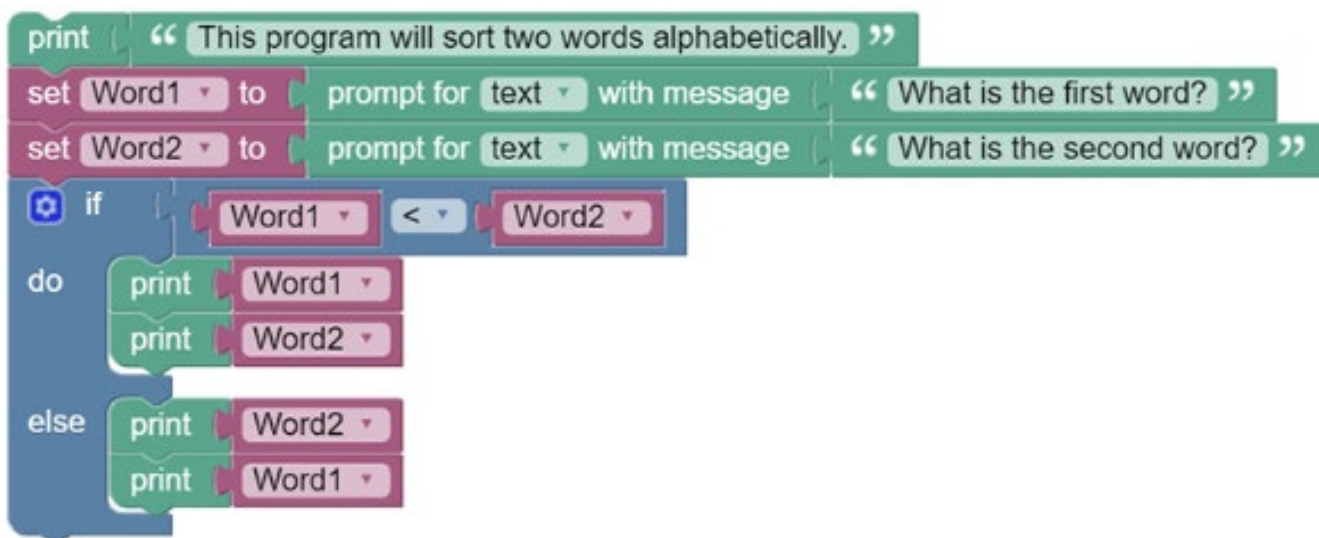 print “ This program will sort two words alphabetically. ”
set Word1 to prompt for text with message “ What is the first word? ”
set Word2 to prompt for text with message “ What is the second word? ”
if Word1 < Word2
do print Word1
print Word2
else print Word2
print Word1